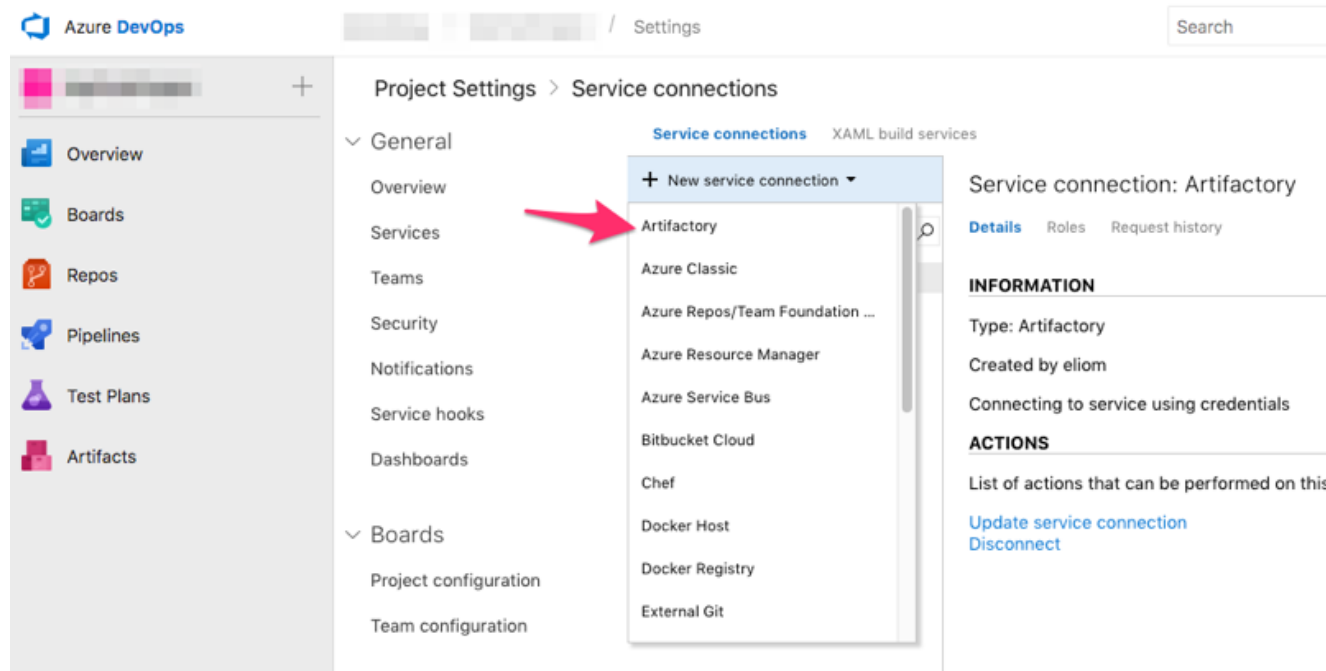 Azure DevOps
/ Settings
Search
+
Overview
Boards
Repos
Pipelines
Test Plans
Artifacts
Project Settings > Service connections
General
Overview
Services
Teams
Security
Notifications
Service hooks
Dashboards
Boards
Project configuration
Team configuration
Service connections XAML build services
+ New service connection
Artifactory
Azure Classic
Azure Repos/Team Foundation ...
Azure Resource Manager
Azure Service Bus
Bitbucket Cloud
Chef
Docker Host
Docker Registry
External Git
Service connection: Artifactory
Details Roles Request history
INFORMATION
Type: Artifactory
Created by eliom
Connecting to service using credentials
ACTIONS
List of actions that can be performed on this
Update service connection
Disconnect